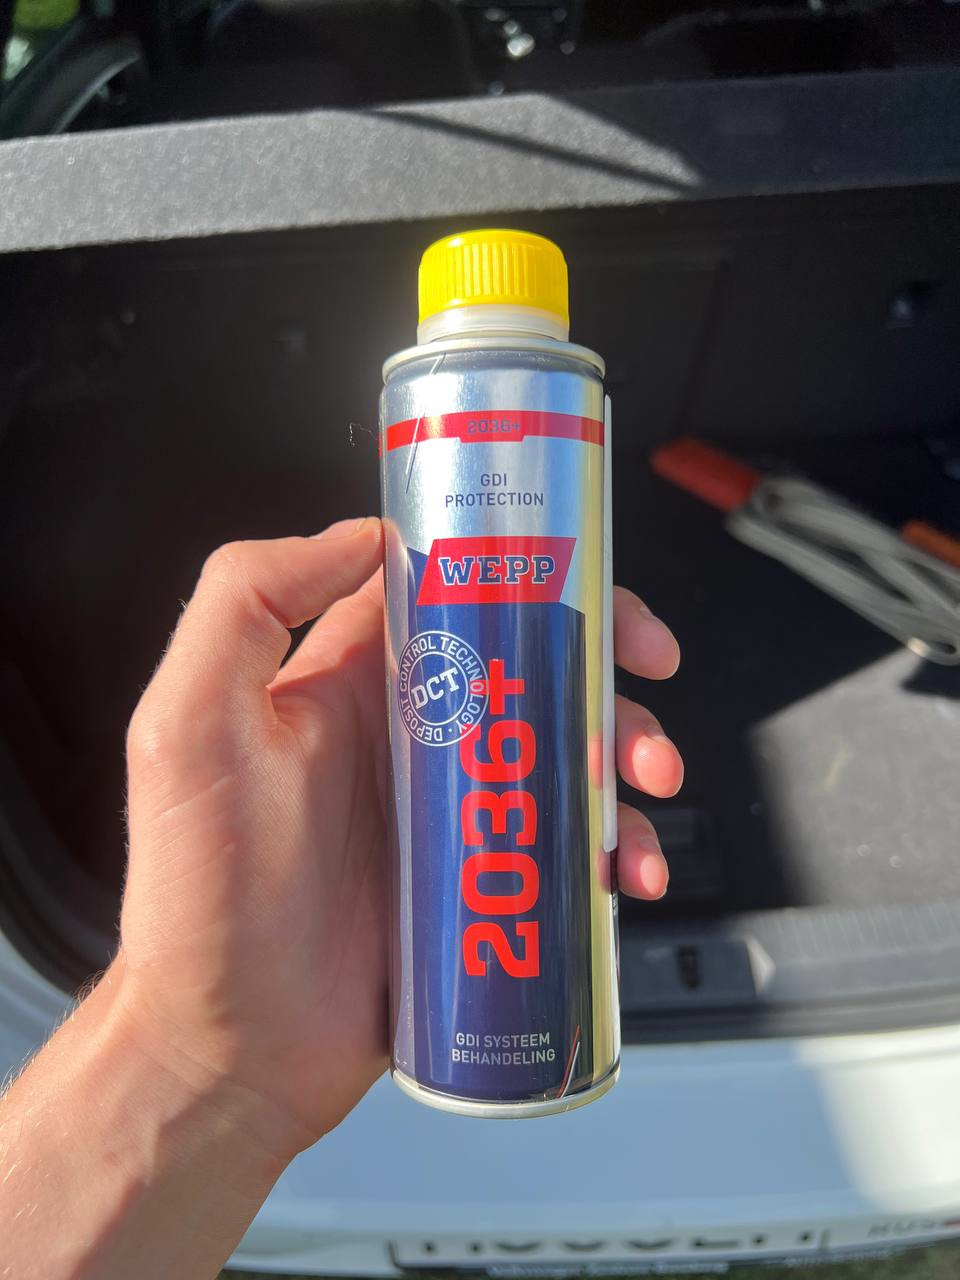 2036+
GDI
PROTECTION
WEPP
DEPOSIT CONTROL TECHNOLOGY ·
DCT
2036+
GDI SYSTEEM
BEHANDELING